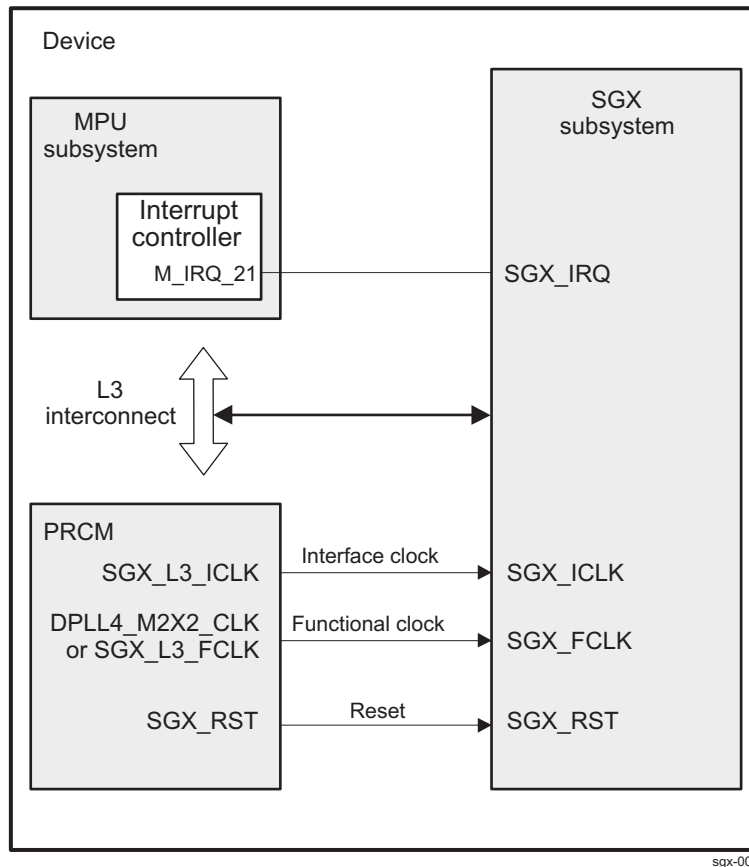 Device
MPU
subsystem
Interrupt
controller
M_IRQ_21
SGX
subsystem
SGX_IRQ
L3
interconnect
PRCM
SGX_L3_ICLK
Interface clock
SGX_ICLK
DPLL4_M2X2_CLK
or SGX_L3_FCLK
Functional clock
SGX_FCLK
SGX_RST
Reset
SGX_RST